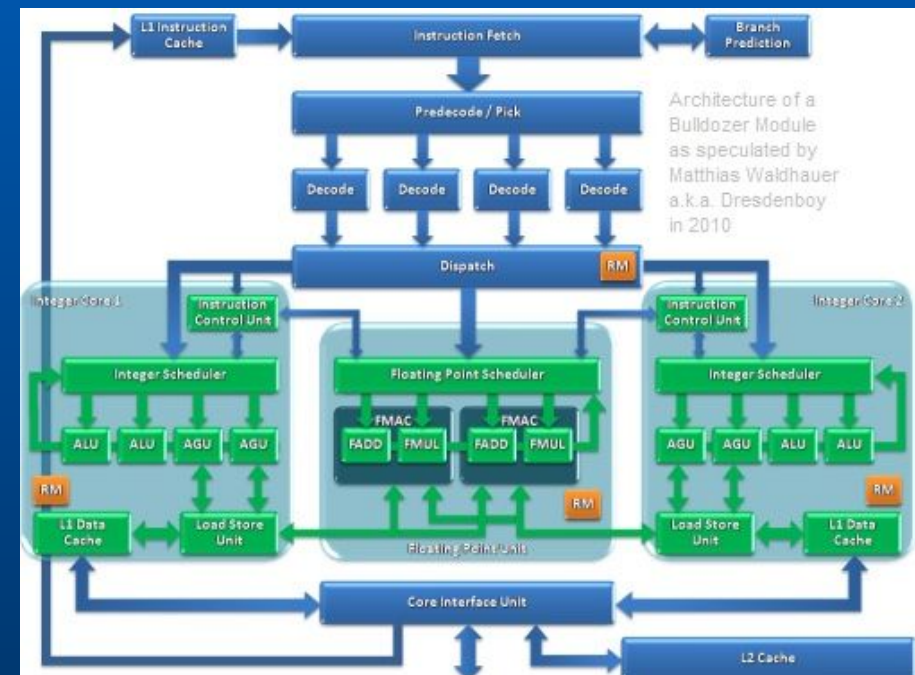 L1 Instruction
Cache
Instruction Fetch
Branch
Prediction
Predecode / Pick
Architecture of a
Bulldozer Module
as speculated by
Matthias Waldhauer
a.k.a. Dresdenboy
in 2010
Decode
Decode
Decode
Decode
Dispatch
RM
Integer Core 1
Instruction
Control Unit
Instruction
Control Unit
Integer Core 2
Integer Scheduler
Floating Point Scheduler
Integer Scheduler
FMAC
FMAC
ALU
ALU
AGU
AGU
FADD
FMUL
FADD
FMUL
AGU
AGU
ALU
ALU
RM
RM
RM
L1 Data
Cache
Load Store
Unit
Floating Point Unit
Load Store
Unit
L1 Data
Cache
Core Interface Unit
L2 Cache